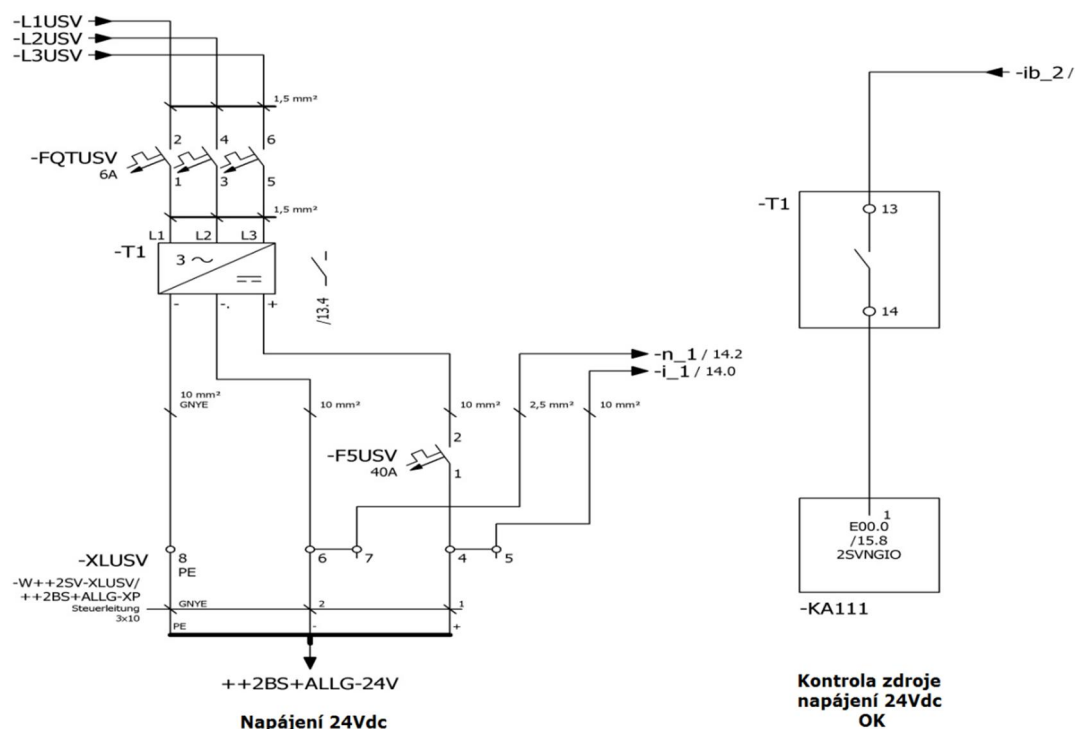 -L1USV
-L2USV
-L3USV
-ib_2 /
1,5 mm²
2 4 6
-FQTUSV
6A
1 3 5
1,5 mm²
L1 L2 L3
-T1
3 ~
- -. +
/13.4
-T1
13
14
-n_1 / 14.2
-i_1 / 14.0
10 mm²
GNYE
10 mm²
10 mm²
2,5 mm²
10 mm²
2
-F5USV
40A
1
-XLUSV
8
PE
6 7 4 5
-W++2SV-XLUSV/
++2BS+ALLG-XP
Steuerleitung
3x10
GNYE 2 1
PE - +
++2BS+ALLG-24V
Napájení 24Vdc
1
E00.0
/15.8
2SVNGIO
-KA111
Kontrola zdroje
napájení 24Vdc
OK